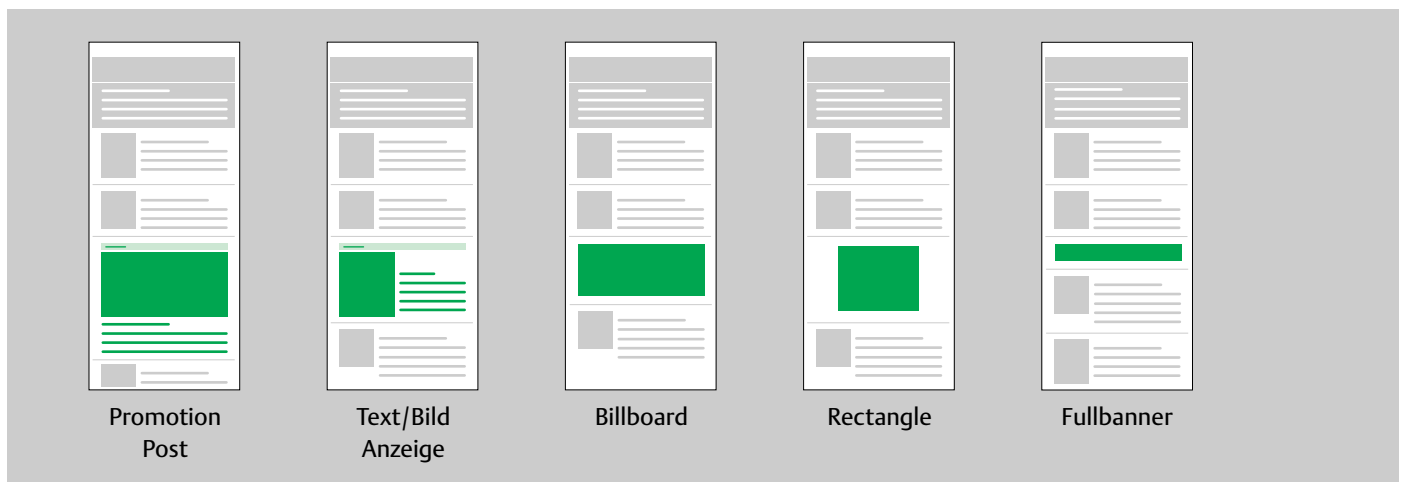 Promotion
Post
Text/Bild
Anzeige
Billboard
Rectangle
Fullbanner